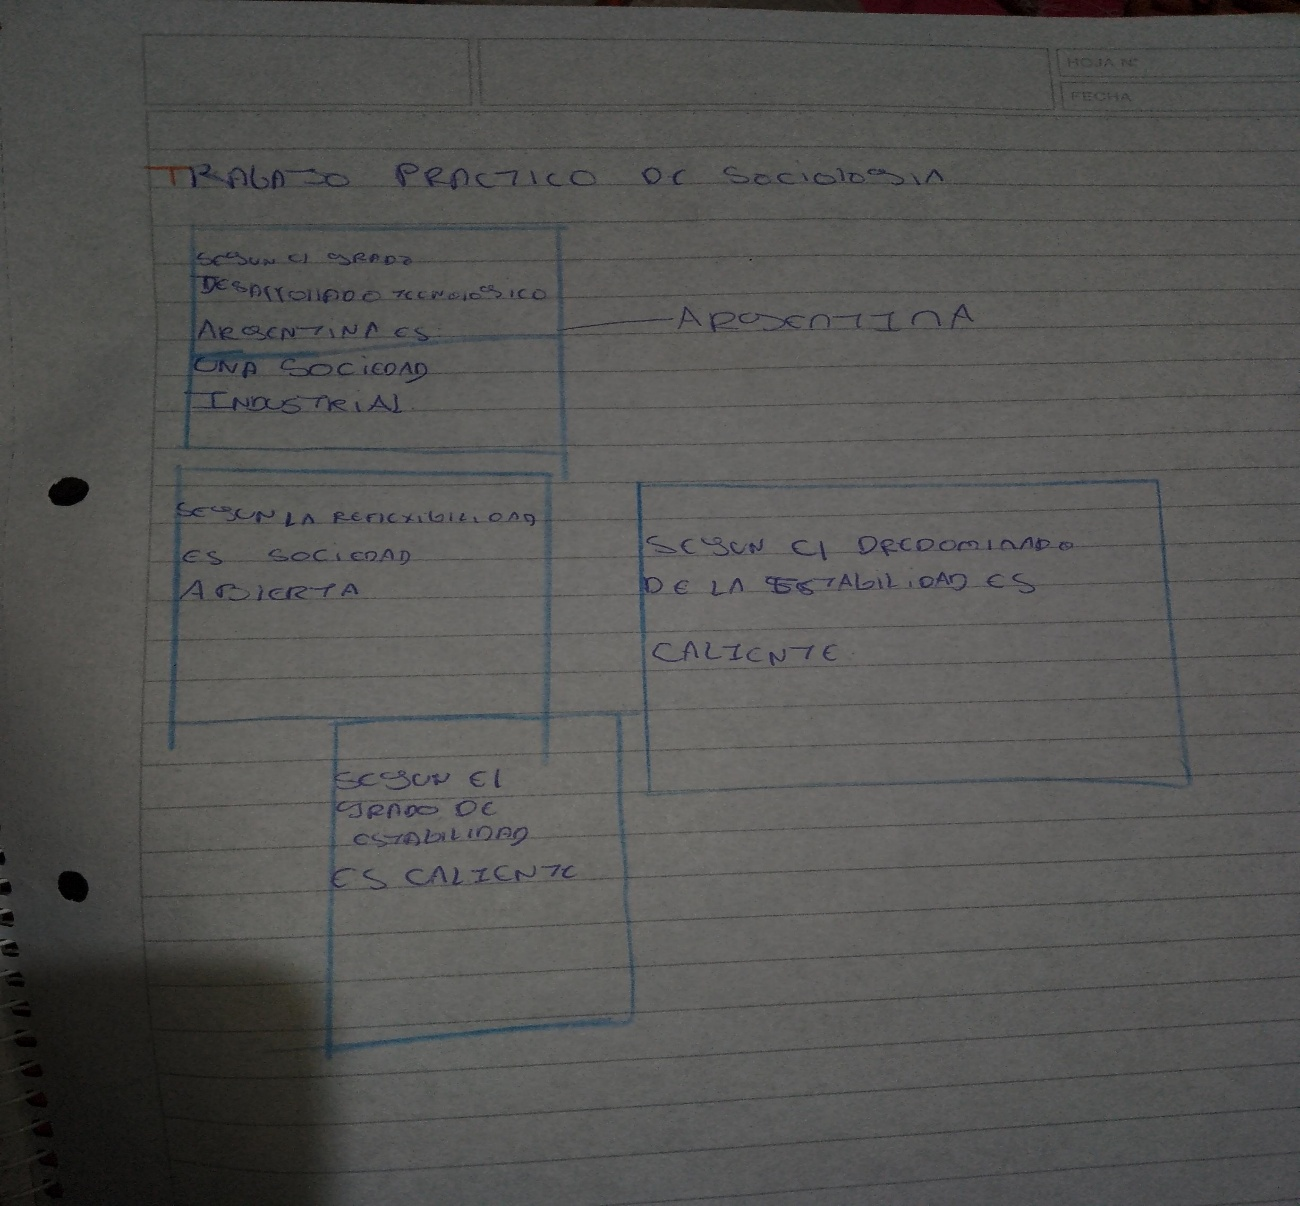 HOJA N°
FECHA
TRABAJO PRACTICO DE SOCIOLOGIA
SEGUN El GRADO
DESARROllADO TECNOlOGICO
ARGENTINA ES
UNA SOCIEDAD
INDUSTRIAl
ARGENTINA
SEGUN LA REFlEXIBILIDAD
ES SOCIEDAD
ABIERTA
SEGUN El PREDOMINADO
DE LA ESTABILIDAD ES
CALIENTE
SEGUN El
GRADO DE
ESTABILIDAD
ES CALIENTE